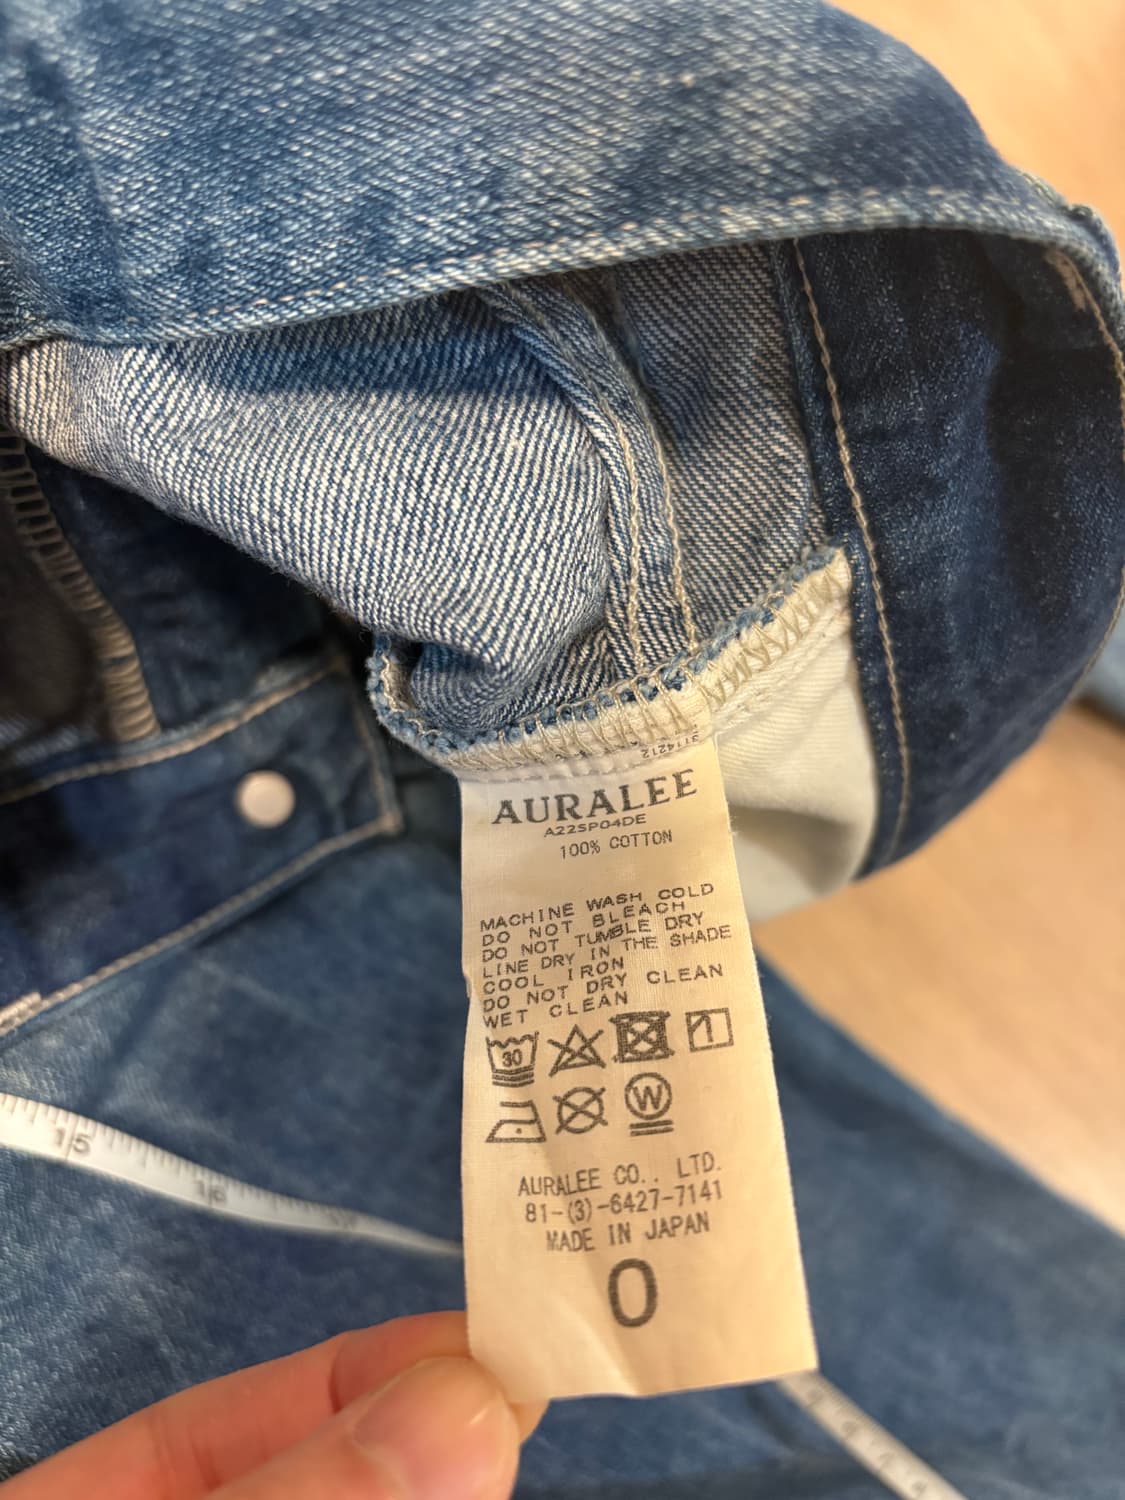 3114212
AURALEE
A22SP04DE
100% COTTON
MACHINE WASH COLD
DO NOT BLEACH
DO NOT TUMBLE DRY
LINE DRY IN THE SHADE
COOL IRON
DO NOT DRY CLEAN
WET CLEAN
30
W
AURALEE CO., LTD.
81-(3)-6427-7141
MADE IN JAPAN
0
15
16